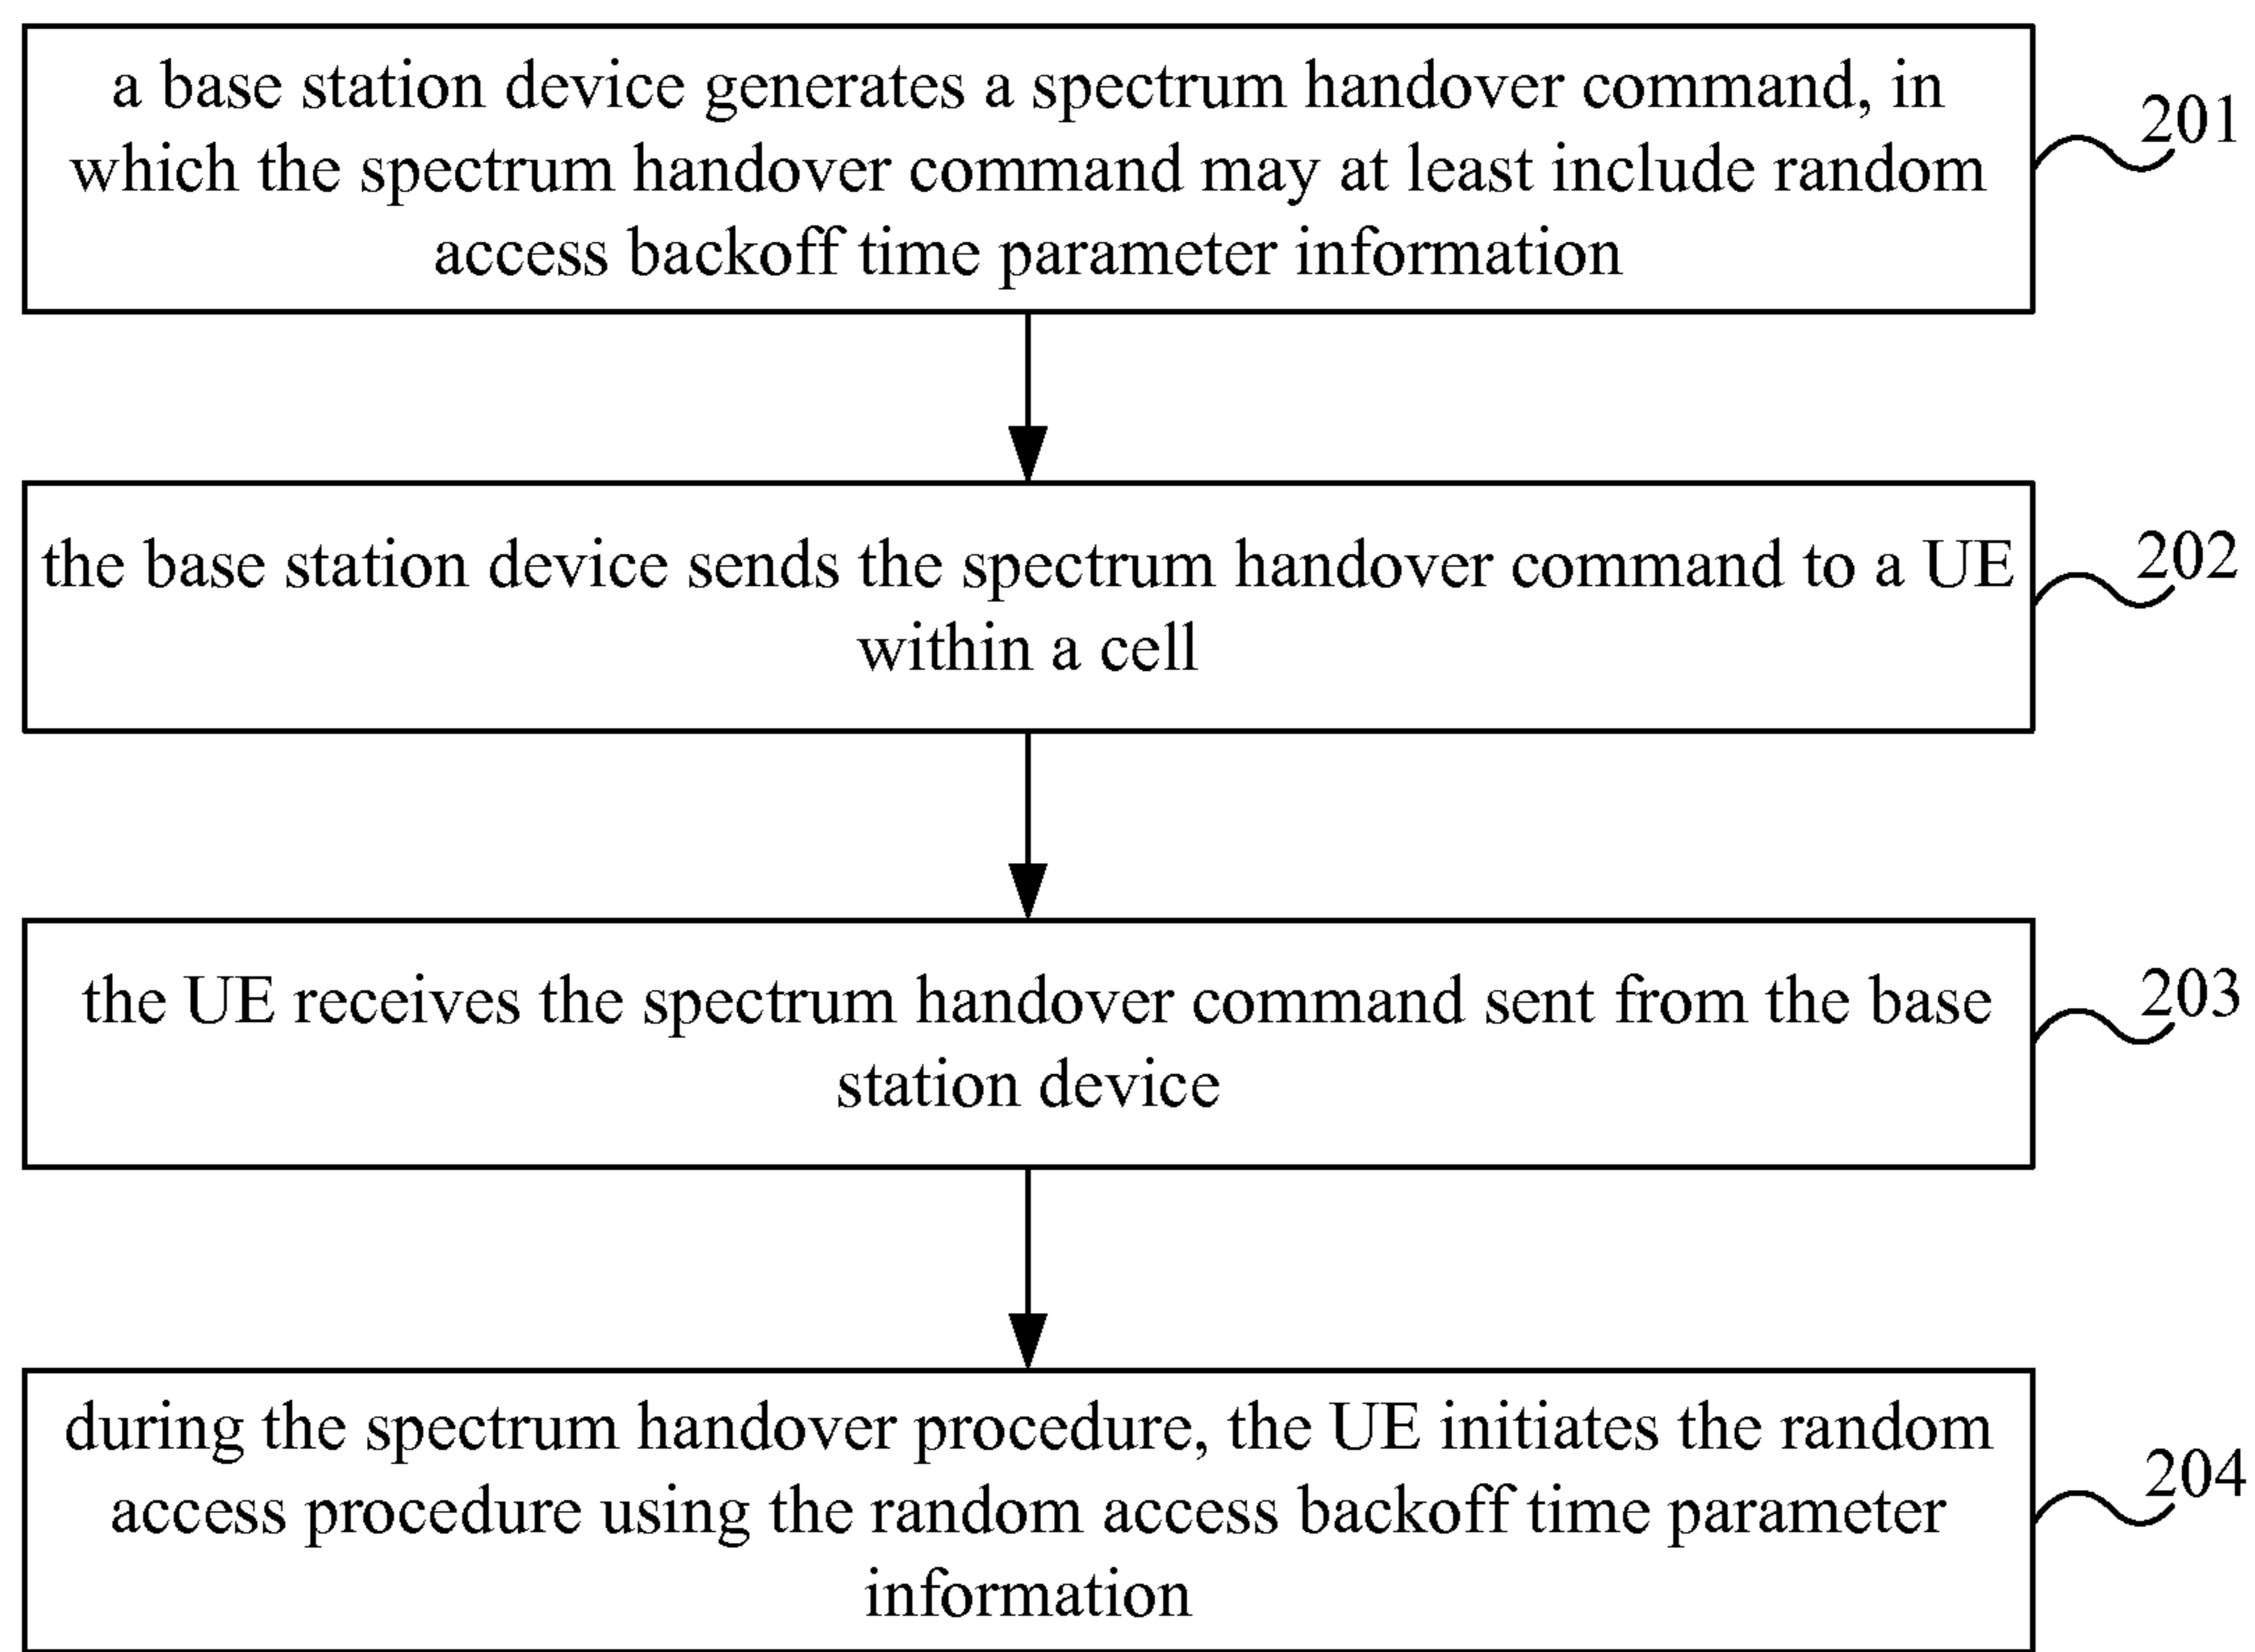 a base station device generates a spectrum handover command, in
which the spectrum handover command may at least include random
access backoff time parameter information
201
the base station device sends the spectrum handover command to a UE
within a cell
202
the UE receives the spectrum handover command sent from the base
station device
203
during the spectrum handover procedure, the UE initiates the random
access procedure using the random access backoff time parameter
information
204